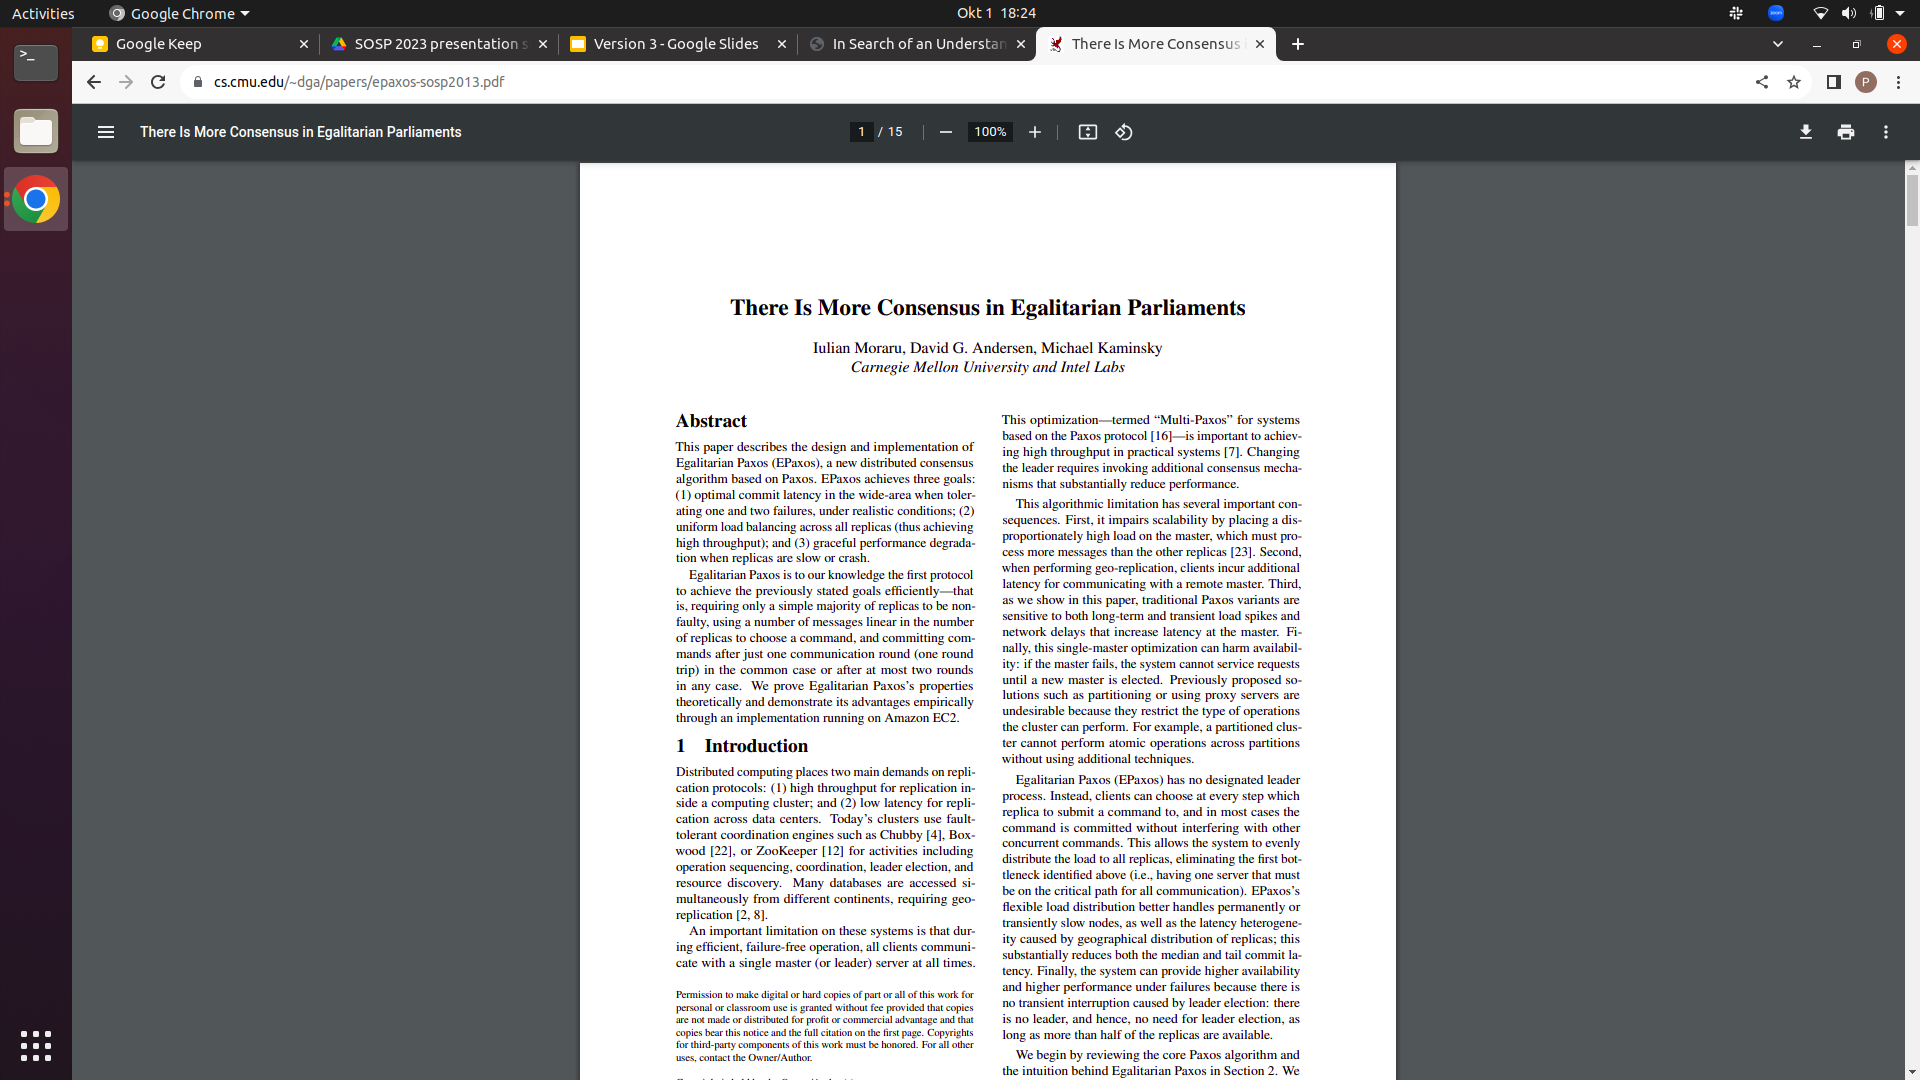 Activities
Google Chrome
Okt 1 18:24
Google Keep
SOSP 2023 presentation s
Version 3 - Google Slides
In Search of an Understan
There Is More Consensus
cs.cmu.edu/~dga/papers/epaxos-sosp2013.pdf
P
There Is More Consensus in Egalitarian Parliaments
1 / 15
100%
There Is More Consensus in Egalitarian Parliaments
Iulian Moraru, David G. Andersen, Michael Kaminsky
Carnegie Mellon University and Intel Labs
Abstract
This paper describes the design and implementation of
Egalitarian Paxos (EPaxos), a new distributed consensus
algorithm based on Paxos. EPaxos achieves three goals:
(1) optimal commit latency in the wide-area when toler-
ating one and two failures, under realistic conditions; (2)
uniform load balancing across all replicas (thus achieving
high throughput); and (3) graceful performance degrada-
tion when replicas are slow or crash.
Egalitarian Paxos is to our knowledge the first protocol
to achieve the previously stated goals efficiently—that
is, requiring only a simple majority of replicas to be non-
faulty, using a number of messages linear in the number
of replicas to choose a command, and committing com-
mands after just one communication round (one round
trip) in the common case or after at most two rounds
in any case. We prove Egalitarian Paxos's properties
theoretically and demonstrate its advantages empirically
through an implementation running on Amazon EC2.
1 Introduction
Distributed computing places two main demands on repli-
cation protocols: (1) high throughput for replication in-
side a computing cluster; and (2) low latency for repli-
cation across data centers. Today's clusters use fault-
tolerant coordination engines such as Chubby [4], Box-
wood [22], or ZooKeeper [12] for activities including
operation sequencing, coordination, leader election, and
resource discovery. Many databases are accessed si-
multaneously from different continents, requiring geo-
replication [2, 8].
An important limitation on these systems is that dur-
ing efficient, failure-free operation, all clients communi-
cate with a single master (or leader) server at all times.
Permission to make digital or hard copies of part or all of this work for
personal or classroom use is granted without fee provided that copies
are not made or distributed for profit or commercial advantage and that
copies bear this notice and the full citation on the first page. Copyrights
for third-party components of this work must be honored. For all other
uses, contact the Owner/Author.
This optimization—termed “Multi-Paxos” for systems
based on the Paxos protocol [16]—is important to achiev-
ing high throughput in practical systems [7]. Changing
the leader requires invoking additional consensus mecha-
nisms that substantially reduce performance.
This algorithmic limitation has several important con-
sequences. First, it impairs scalability by placing a dis-
proportionately high load on the master, which must pro-
cess more messages than the other replicas [23]. Second,
when performing geo-replication, clients incur additional
latency for communicating with a remote master. Third,
as we show in this paper, traditional Paxos variants are
sensitive to both long-term and transient load spikes and
network delays that increase latency at the master. Fi-
nally, this single-master optimization can harm availabil-
ity: if the master fails, the system cannot service requests
until a new master is elected. Previously proposed so-
lutions such as partitioning or using proxy servers are
undesirable because they restrict the type of operations
the cluster can perform. For example, a partitioned clus-
ter cannot perform atomic operations across partitions
without using additional techniques.
Egalitarian Paxos (EPaxos) has no designated leader
process. Instead, clients can choose at every step which
replica to submit a command to, and in most cases the
command is committed without interfering with other
concurrent commands. This allows the system to evenly
distribute the load to all replicas, eliminating the first bot-
tleneck identified above (i.e., having one server that must
be on the critical path for all communication). EPaxos's
flexible load distribution better handles permanently or
transiently slow nodes, as well as the latency heterogene-
ity caused by geographical distribution of replicas; this
substantially reduces both the median and tail commit la-
tency. Finally, the system can provide higher availability
and higher performance under failures because there is
no transient interruption caused by leader election: there
is no leader, and hence, no need for leader election, as
long as more than half of the replicas are available.
We begin by reviewing the core Paxos algorithm and
the intuition behind Egalitarian Paxos in Section 2. We